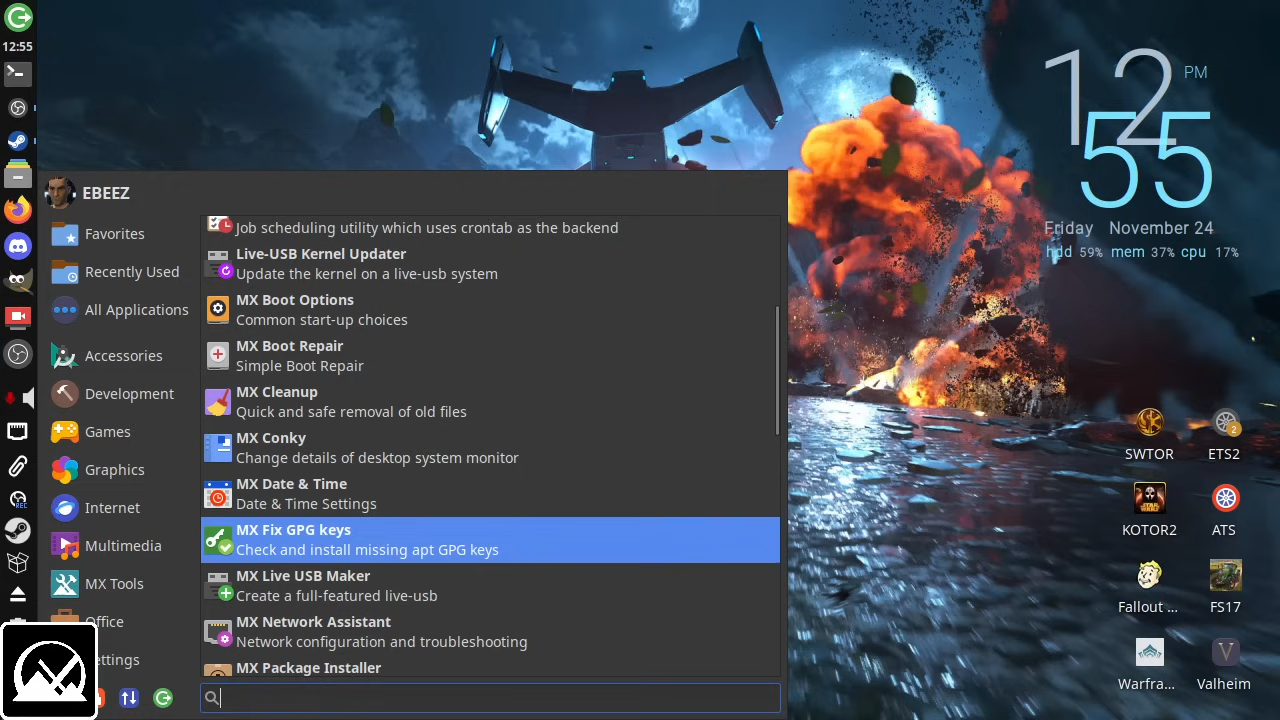 12:55
EBEEZ
Favorites
Recently Used
All Applications
Accessories
Development
Games
Graphics
Internet
Multimedia
MX Tools
Office
ettings
Job scheduling utility which uses crontab as the backend
Live-USB Kernel Updater
Update the kernel on a live-usb system
MX Boot Options
Common start-up choices
MX Boot Repair
Simple Boot Repair
MX Cleanup
Quick and safe removal of old files
MX Conky
Change details of desktop system monitor
MX Date & Time
Date & Time Settings
MX Fix GPG keys
Check and install missing apt GPG keys
MX Live USB Maker
Create a full-featured live-usb
MX Network Assistant
Network configuration and troubleshooting
MX Package Installer
12 PM
55
Friday November 24
hdd 59% mem 37% cpu 17%
SWTOR
ETS2
2
KOTOR2
ATS
Fallout ...
FS17
Warfra...
Valheim
V
REC
STAR WARS